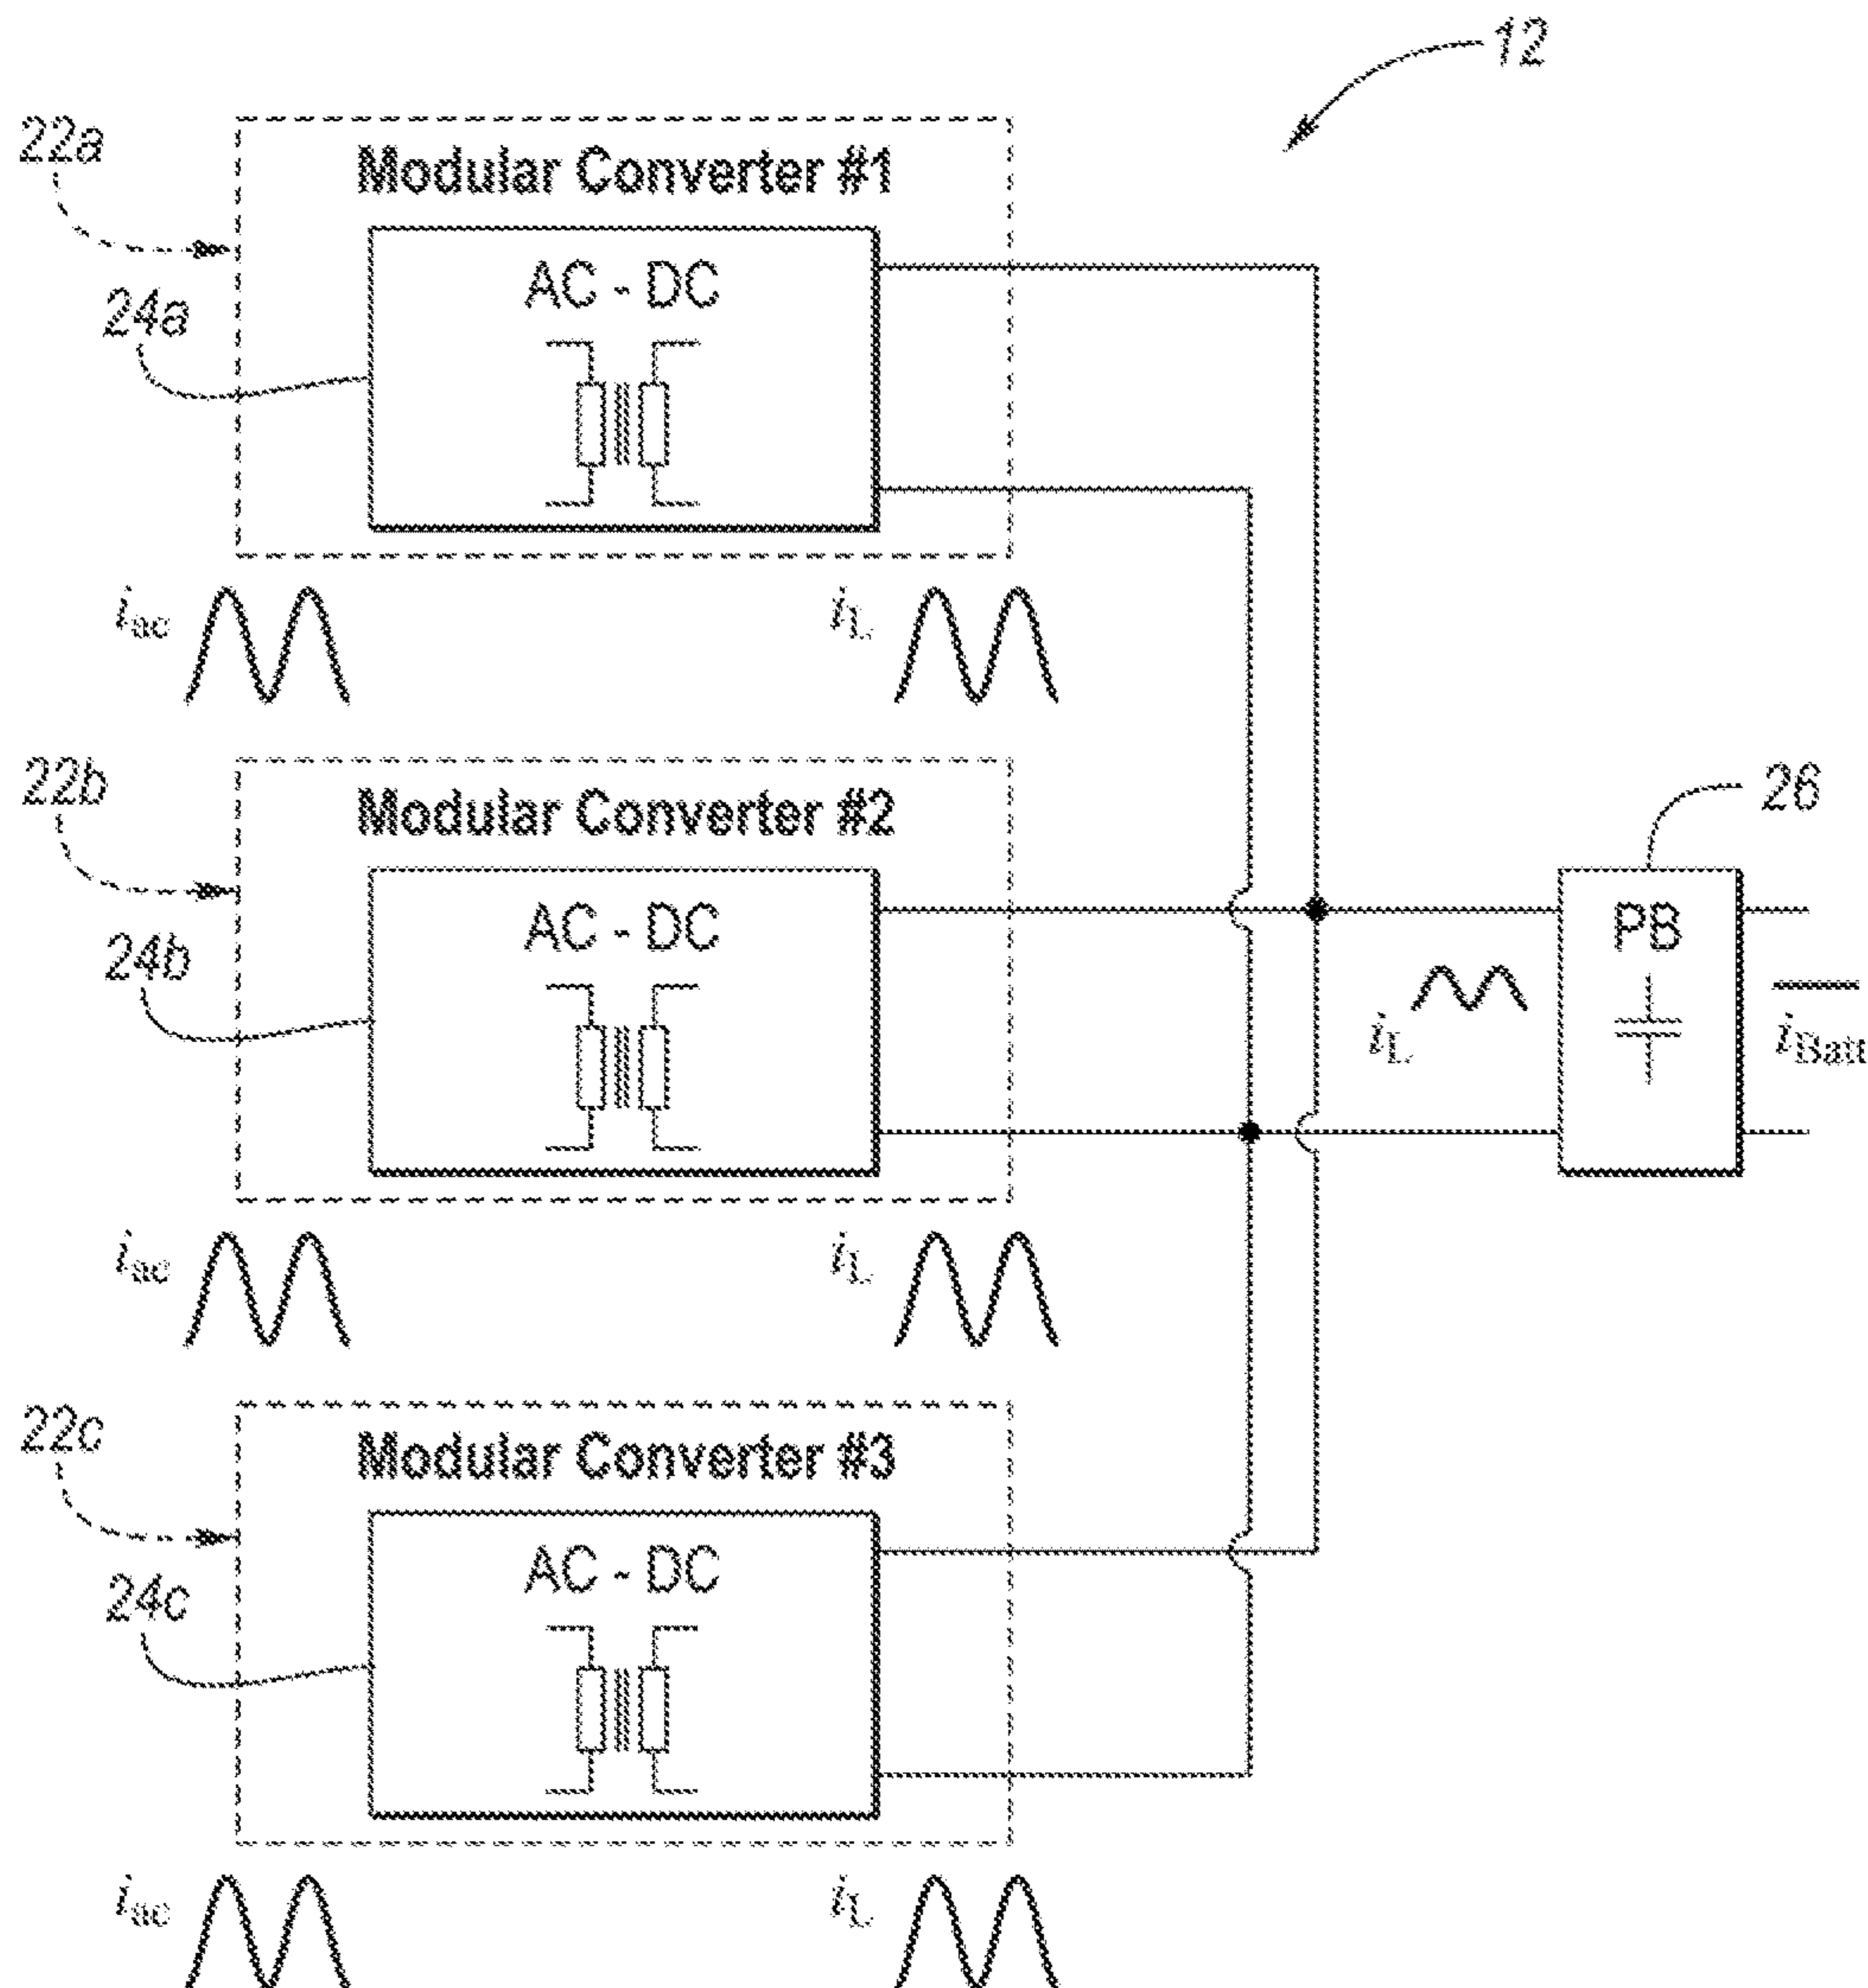 12
22a
Modular Converter #1
24a
AC - DC
iac
iL
22b
Modular Converter #2
26
24b
AC - DC
PB
iL
iBatt
iac
iL
22c
Modular Converter #3
24c
AC - DC
iac
iL